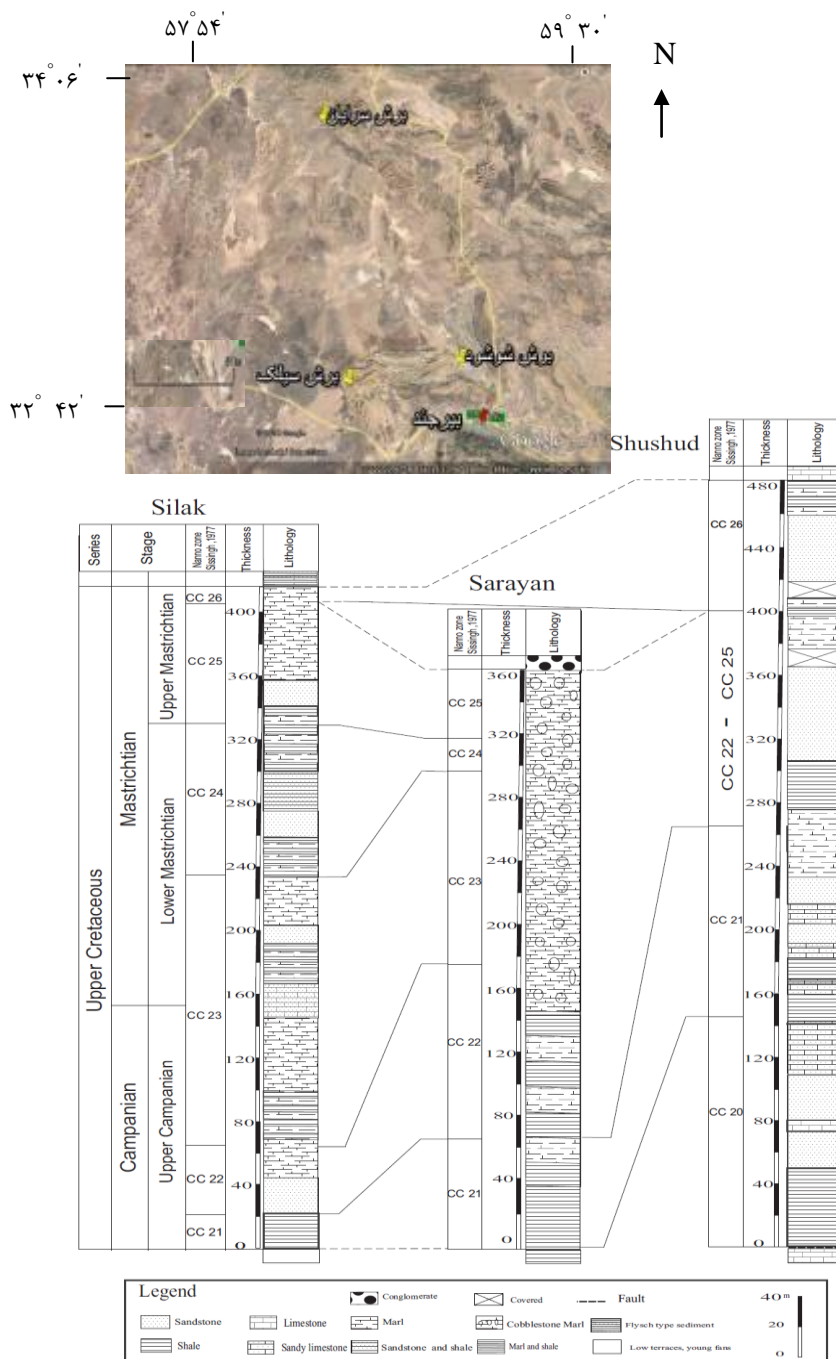 ۵۷° ۵۴'
۵۹° ۳۰'
N
۳۴° ۰۶'
برش سرایان
برش شوشود
برش سیلک
بیرجند
Google
۳۲° ۴۲'
Shushud
Nanno zone Sissingh, 1977
Thickness
Lithology
480
CC 26
440
400
CC 22 - CC 25
360
320
280
240
CC 21
200
160
120
CC 20
80
40
0
Silak
Series
Stage
Nanno zone Sissingh, 1977
Thickness
Lithology
Upper Cretaceous
Mastrichtian
Campanian
Upper Mastrichtian
Lower Mastrichtian
Upper Campanian
CC 26
CC 25
CC 24
CC 23
CC 22
CC 21
400
360
320
280
240
200
160
120
80
40
0
Sarayan
Nanno zone Sissingh, 1977
Thickness
Lithology
CC 25
CC 24
CC 23
CC 22
CC 21
360
320
280
240
200
160
120
80
40
0
Legend
Conglomerate
Covered
Fault
Sandstone
Limestone
Marl
Cobblestone Marl
Flysch type sediment
Shale
Sandy limestone
Sandstone and shale
Marl and shale
Low terraces, young fans
40 m
20
0